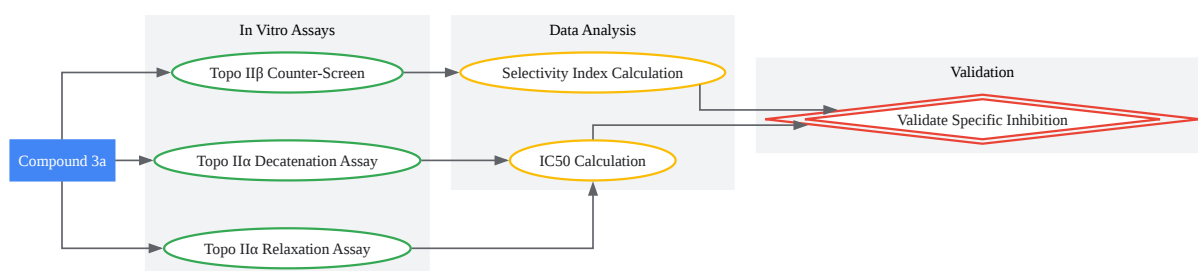 In Vitro Assays
Data Analysis
Topo IIβ Counter-Screen
Selectivity Index Calculation
Validation
Validate Specific Inhibition
Compound 3a
Topo IIα Decatenation Assay
IC50 Calculation
Topo IIα Relaxation Assay